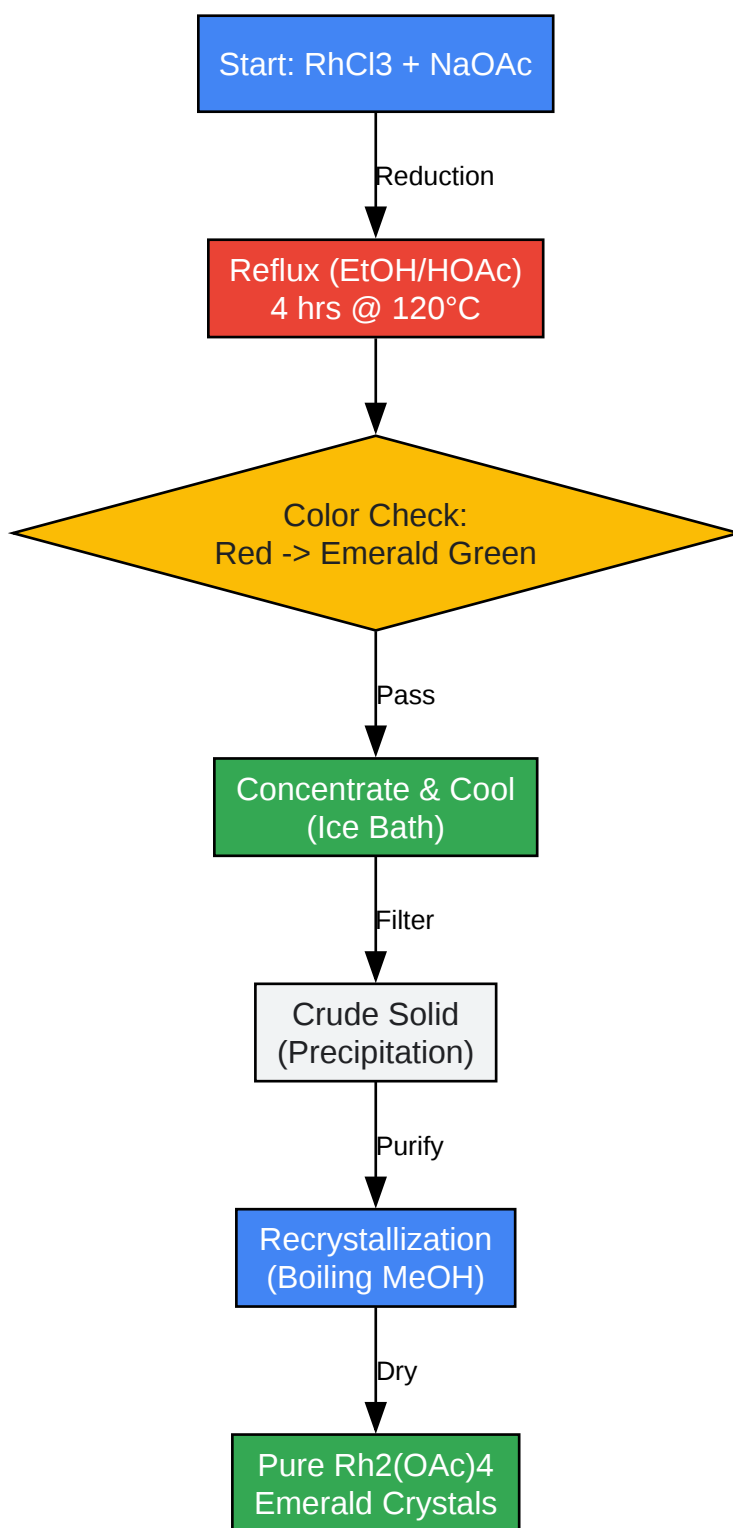 Start: RhCl3 + NaOAc
Reduction
Reflux (EtOH/HOAc)
4 hrs @ 120°C
Color Check:
Red -> Emerald Green
Pass
Concentrate & Cool
(Ice Bath)
Filter
Crude Solid
(Precipitation)
Purify
Recrystallization
(Boiling MeOH)
Dry
Pure Rh2(OAc)4
Emerald Crystals